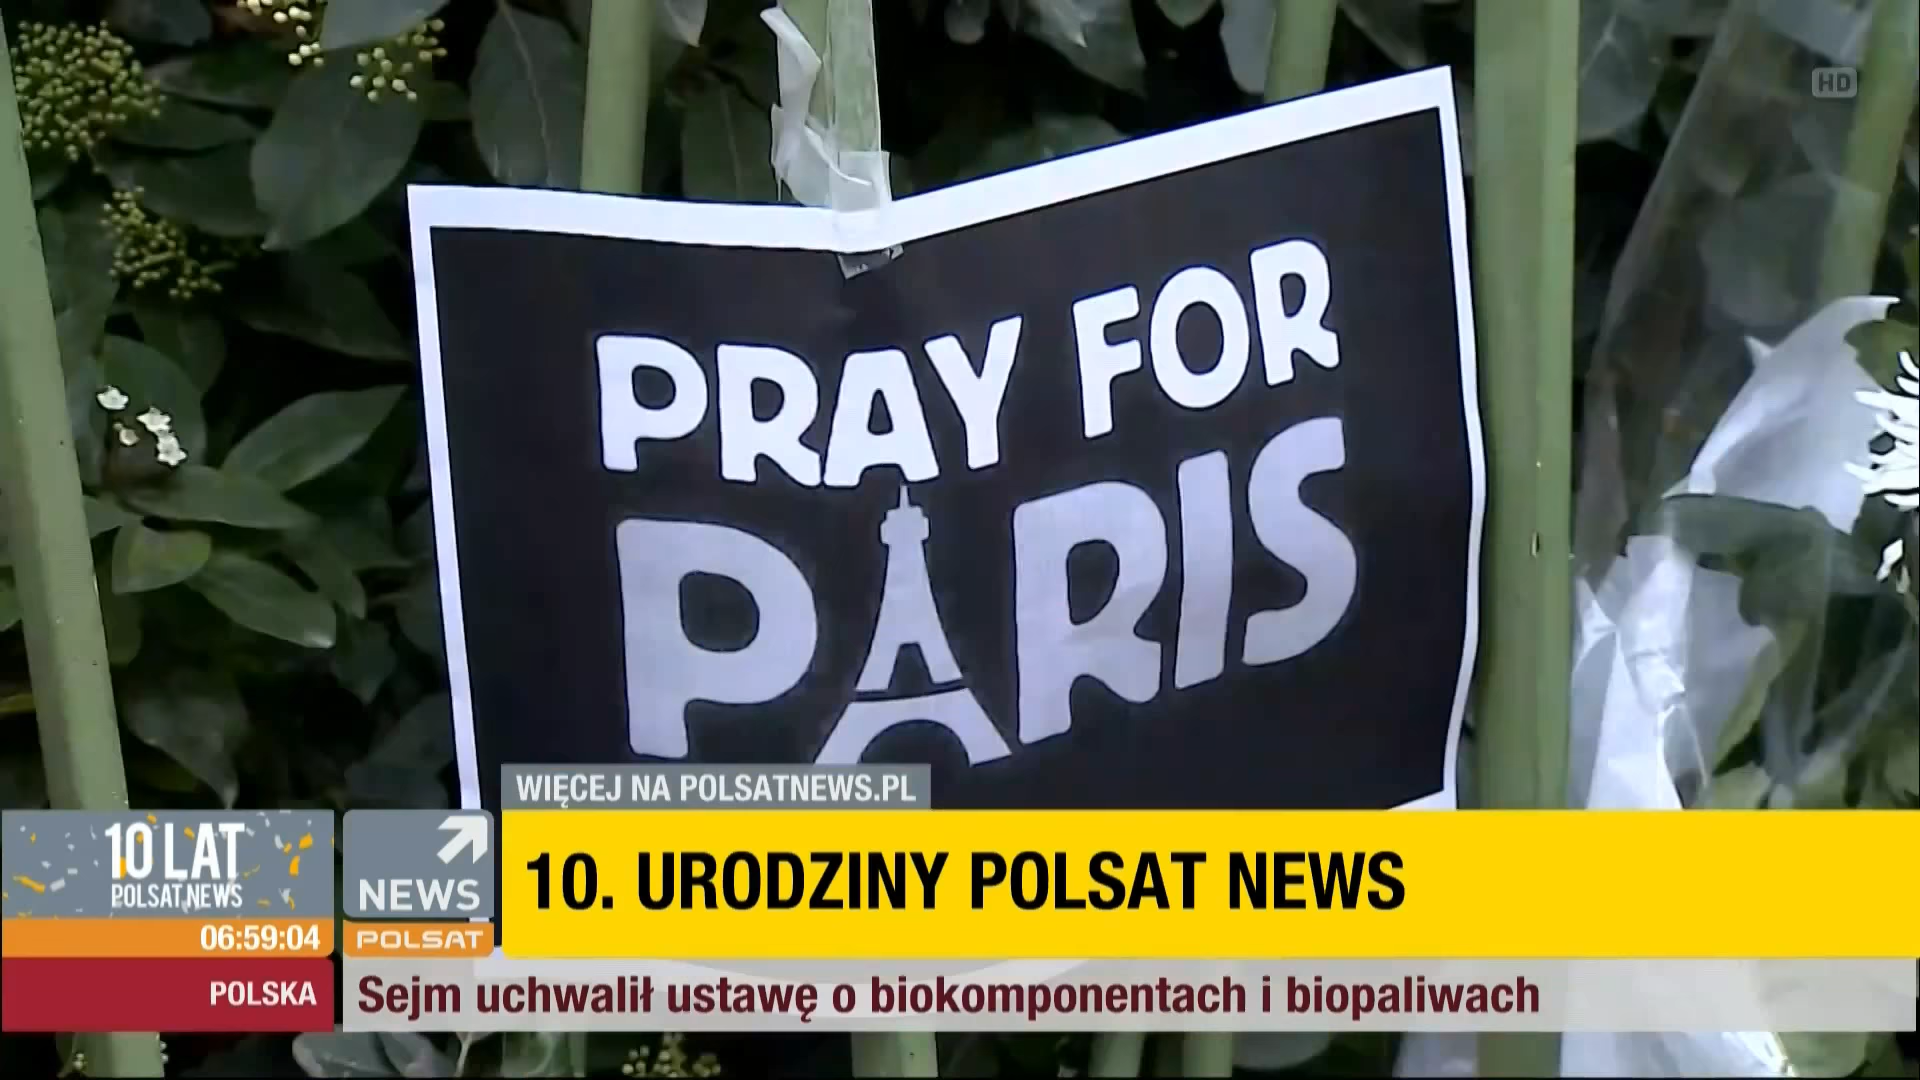 HD
PRAY FOR
PARIS
WIĘCEJ NA POLSATNEWS.PL
10 LAT
POLSAT NEWS
06:59:04
NEWS
POLSAT
10. URODZINY POLSAT NEWS
POLSKA
Sejm uchwalił ustawę o biokomponentach i biopaliwach